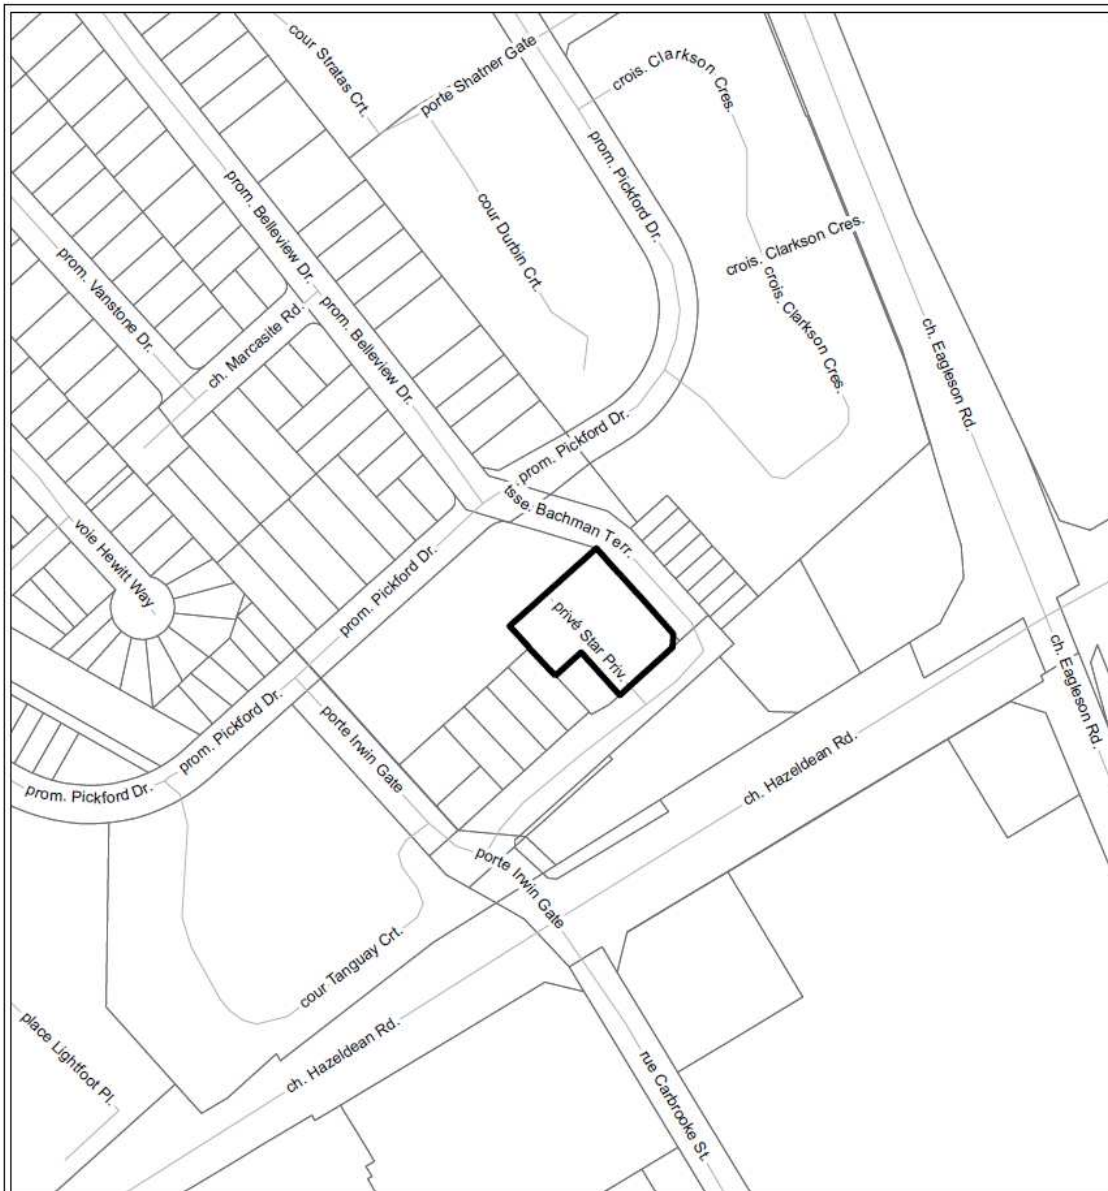 cour Stratas Crt.
porte Shatner Gate
crois. Clarkson Cres.
prom. Pickford Dr.
prom. Belleview Dr.
cour Durbin Crt.
crois. Clarkson Cres.
crois. Clarkson Cres.
prom. Vanstone Dr.
ch. Marcasite Rd.
prom. Belleview Dr.
ch. Eagleson Rd.
prom. Pickford Dr.
tsse. Bachman Terr.
voie Hewitt Way
prom. Pickford Dr.
privé Star Priv.
ch. Eagleson Rd.
prom. Pickford Dr.
porte Irwin Gate
prom. Pickford Dr.
ch. Hazeldean Rd.
porte Irwin Gate
cour Tanguay Crt.
place Lightfoot Pl.
ch. Hazeldean Rd.
rue Carbrooke St.